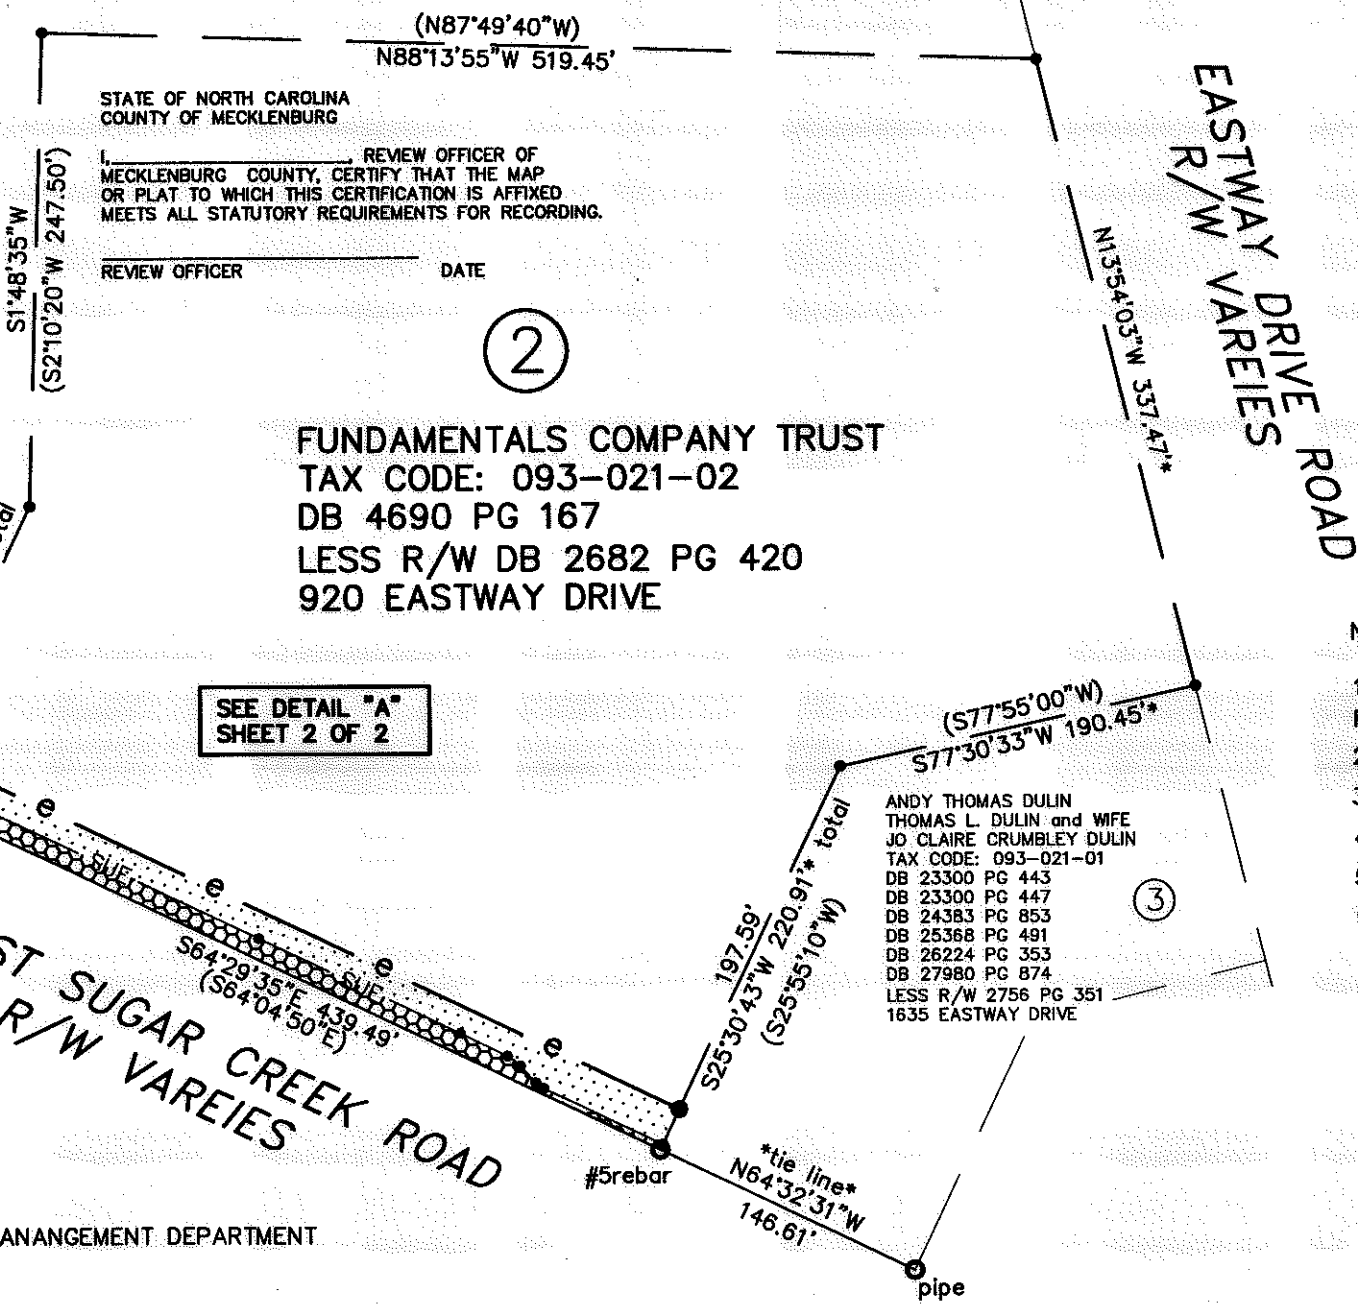 (N87°49'40"W)
N88°13'55"W 519.45'
STATE OF NORTH CAROLINA
COUNTY OF MECKLENBURG
I,____________________, REVIEW OFFICER OF
MECKLENBURG COUNTY, CERTIFY THAT THE MAP
OR PLAT TO WHICH THIS CERTIFICATION IS AFFIXED
MEETS ALL STATUTORY REQUIREMENTS FOR RECORDING.
REVIEW OFFICER DATE
S1°48'35"W
(S2°10'20"W 247.50')
2
FUNDAMENTALS COMPANY TRUST
TAX CODE: 093-021-02
DB 4690 PG 167
LESS R/W DB 2682 PG 420
920 EASTWAY DRIVE
EASTWAY DRIVE ROAD
R/W VAREIES
N13°54'03"W 337.47'*
SEE DETAIL "A"
SHEET 2 OF 2
(S77°55'00"W)
S77°30'33"W 190.45'*
ANDY THOMAS DULIN
THOMAS L. DULIN and WIFE
JO CLAIRE CRUMBLEY DULIN
TAX CODE: 093-021-01
DB 23300 PG 443
DB 23300 PG 447
DB 24383 PG 853
DB 25368 PG 491
DB 26224 PG 353
DB 27980 PG 874
LESS R/W 2756 PG 351
1635 EASTWAY DRIVE
3
197.59'
S25°30'43"W 220.91'* total
(S25°55'10"W)
e
SUE
e
e
SUE
e
S64°29'35"E 439.49'
(S64°04'50"E)
ST SUGAR CREEK ROAD
R/W VAREIES
#5rebar
*tie line*
N64°32'31"W
146.61'
pipe
ANANGEMENT DEPARTMENT